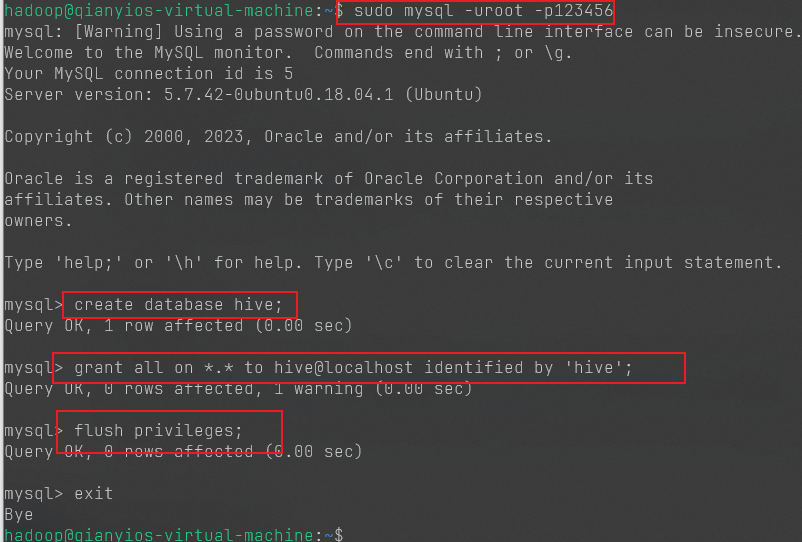 hadoop@qianyios-virtual-machine:~$ sudo mysql -uroot -p123456
mysql: [Warning] Using a password on the command line interface can be insecure.
Welcome to the MySQL monitor.  Commands end with ; or \g.
Your MySQL connection id is 5
Server version: 5.7.42-0ubuntu0.18.04.1 (Ubuntu)
Copyright (c) 2000, 2023, Oracle and/or its affiliates.
Oracle is a registered trademark of Oracle Corporation and/or its
affiliates. Other names may be trademarks of their respective
owners.
Type 'help;' or '\h' for help. Type '\c' to clear the current input statement.
mysql> create database hive;
Query OK, 1 row affected (0.00 sec)
mysql> grant all on *.* to hive@localhost identified by 'hive';
Query OK, 0 rows affected, 1 warning (0.00 sec)
mysql> flush privileges;
Query OK, 0 rows affected (0.00 sec)
mysql> exit
Bye
hadoop@qianyios-virtual-machine:~$